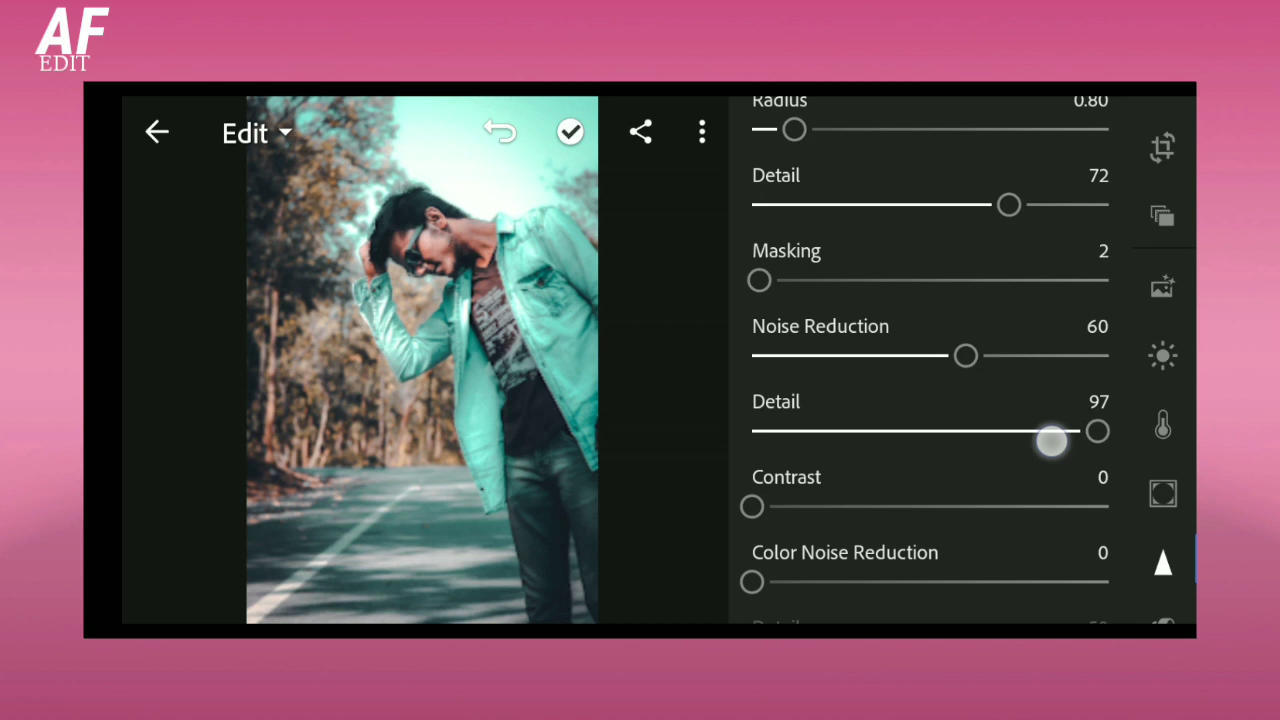 AF
EDIT
Edit
Radius 0.80
Detail 72
Masking 2
Noise Reduction 60
Detail 97
Contrast 0
Color Noise Reduction 0